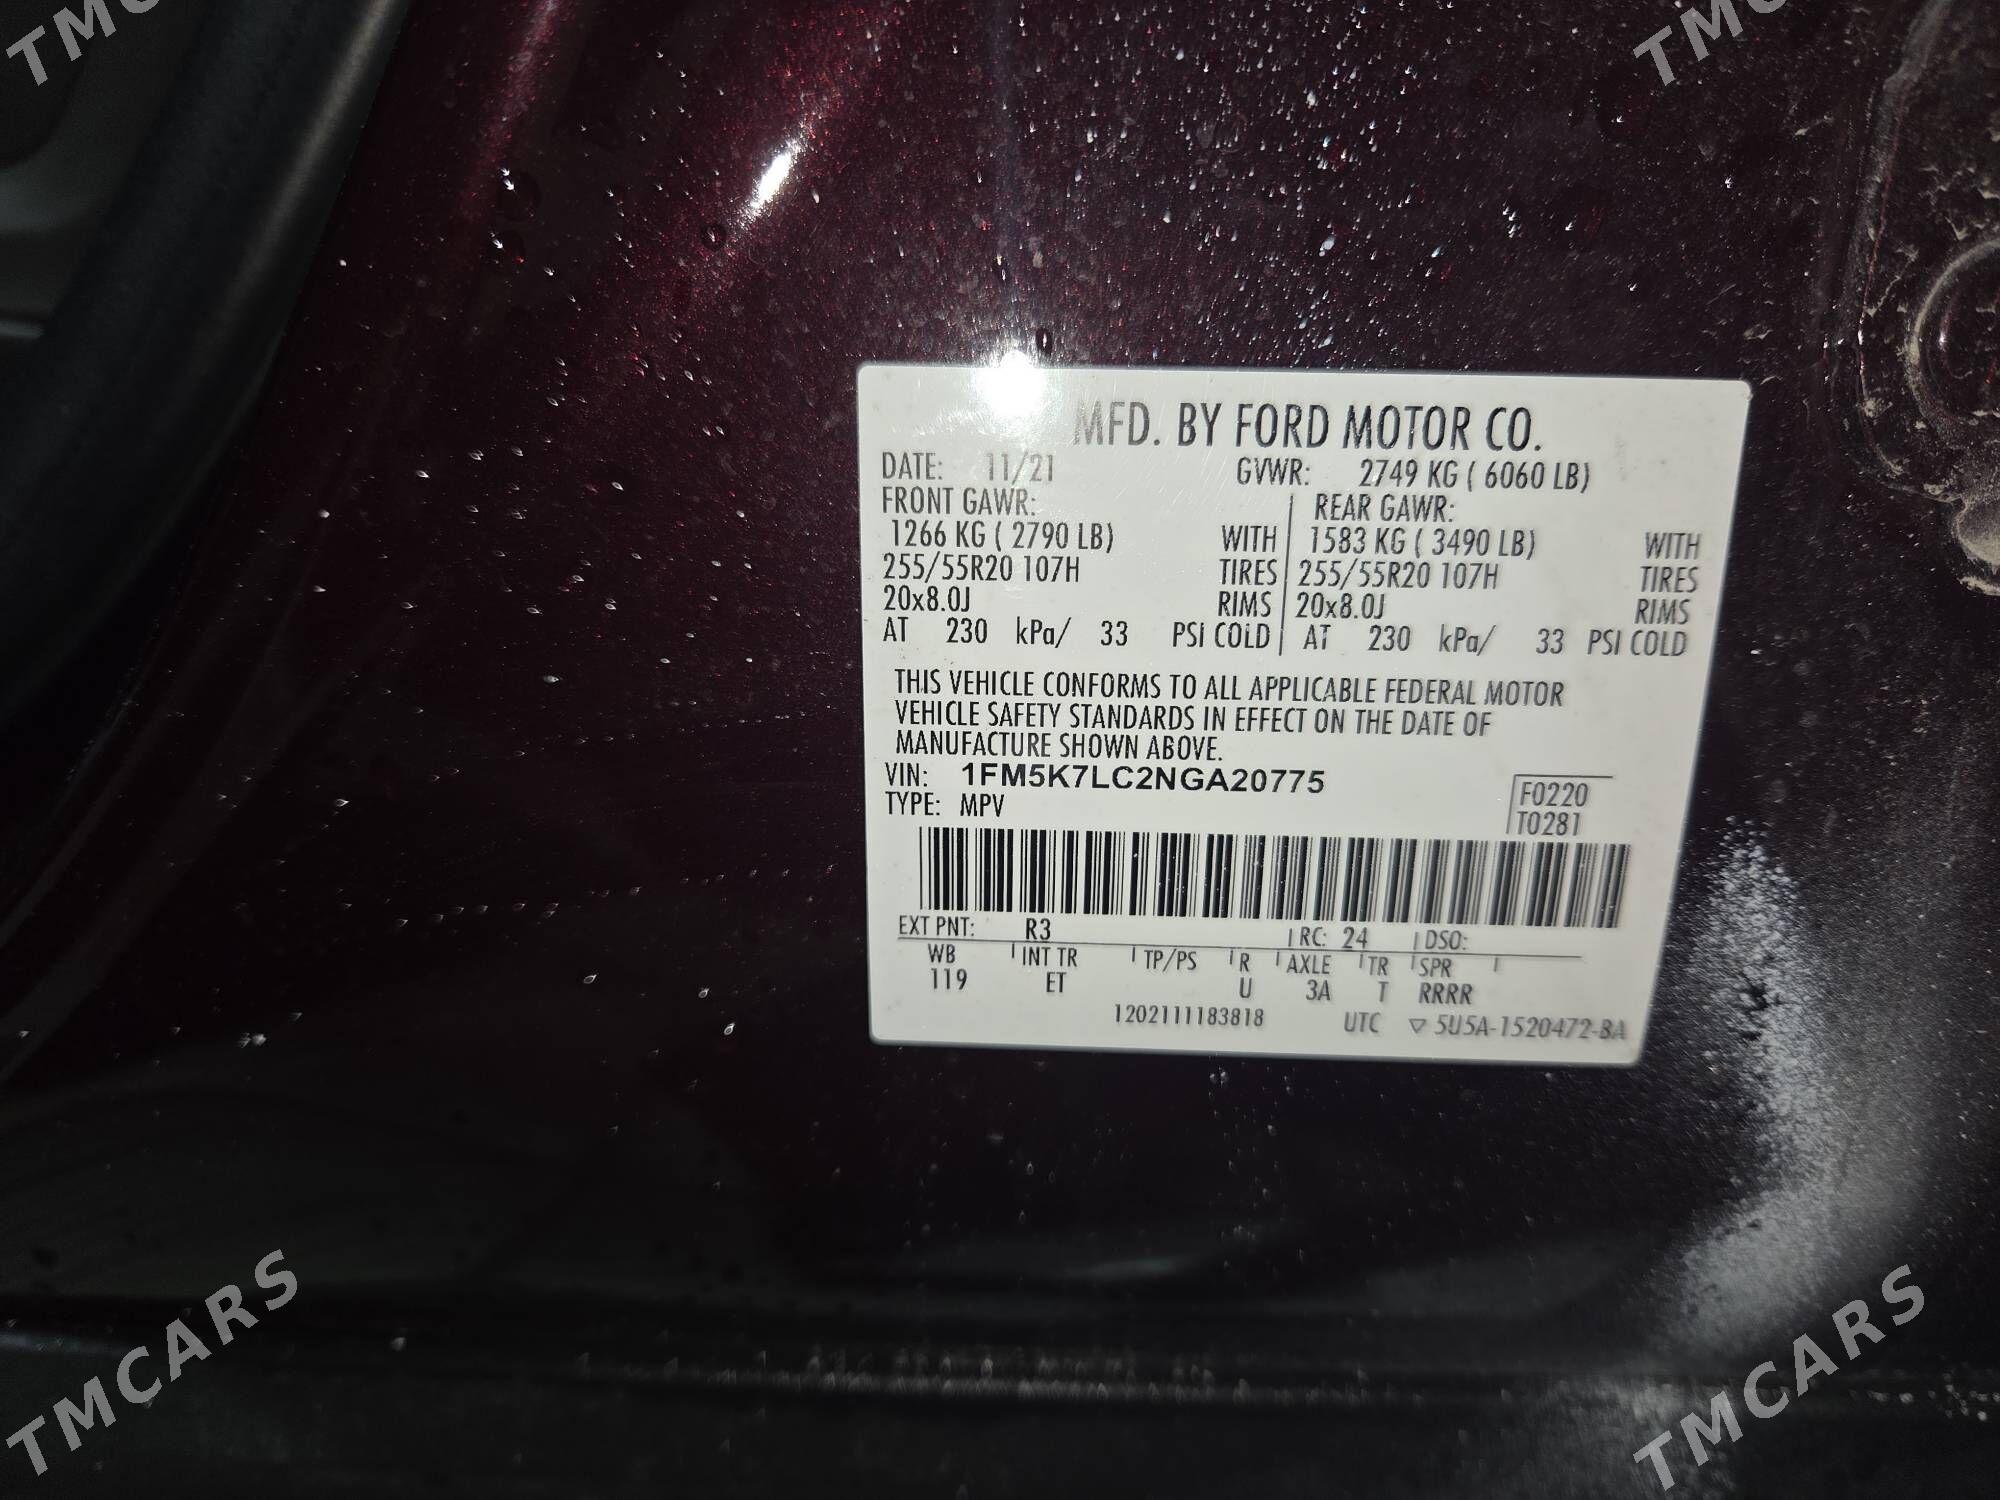 TMCARS
TMCARS
MFD. BY FORD MOTOR CO.
DATE: 11/21 GVWR: 2749 KG ( 6060 LB)
FRONT GAWR: REAR GAWR:
1266 KG ( 2790 LB) WITH 1583 KG ( 3490 LB) WITH
255/55R20 107H TIRES 255/55R20 107H TIRES
20x8.0J RIMS 20x8.0J RIMS
AT 230 kPa/ 33 PSI COLD AT 230 kPa/ 33 PSI COLD
THIS VEHICLE CONFORMS TO ALL APPLICABLE FEDERAL MOTOR
VEHICLE SAFETY STANDARDS IN EFFECT ON THE DATE OF
MANUFACTURE SHOWN ABOVE.
VIN: 1FM5K7LC2NGA20775
TYPE: MPV
F0220
T0281
EXT PNT: R3 RC: 24 DSO:
WB INT TR TP/PS R AXLE TR SPR
119 ET U 3A T RRRR
1202111183818 UTC ▽ 5U5A-1520472-BA
TMCARS
TMCARS